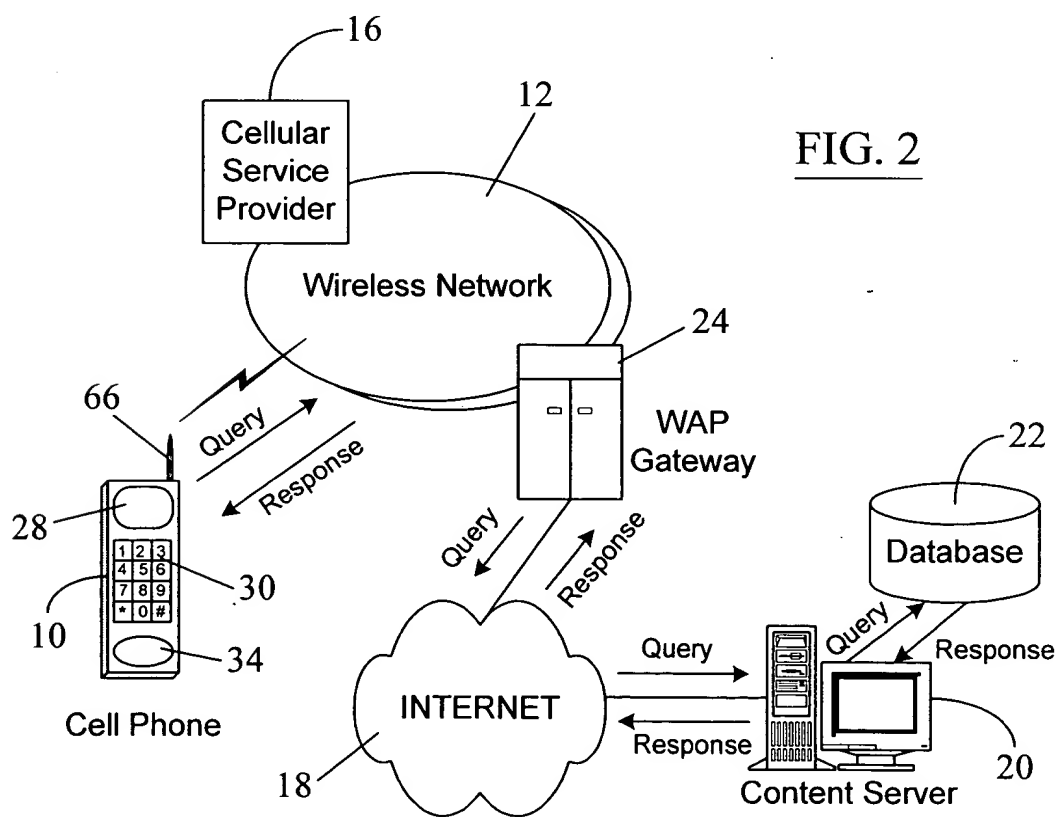 16
Cellular
Service
Provider
12
FIG. 2
Wireless Network
24
66
Query
Response
WAP
Gateway
22
28
1 2 3
4 5 6
7 8 9
* 0 #
30
10
34
Cell Phone
Query
Response
Database
Query
Response
INTERNET
18
Query
Response
20
Content Server